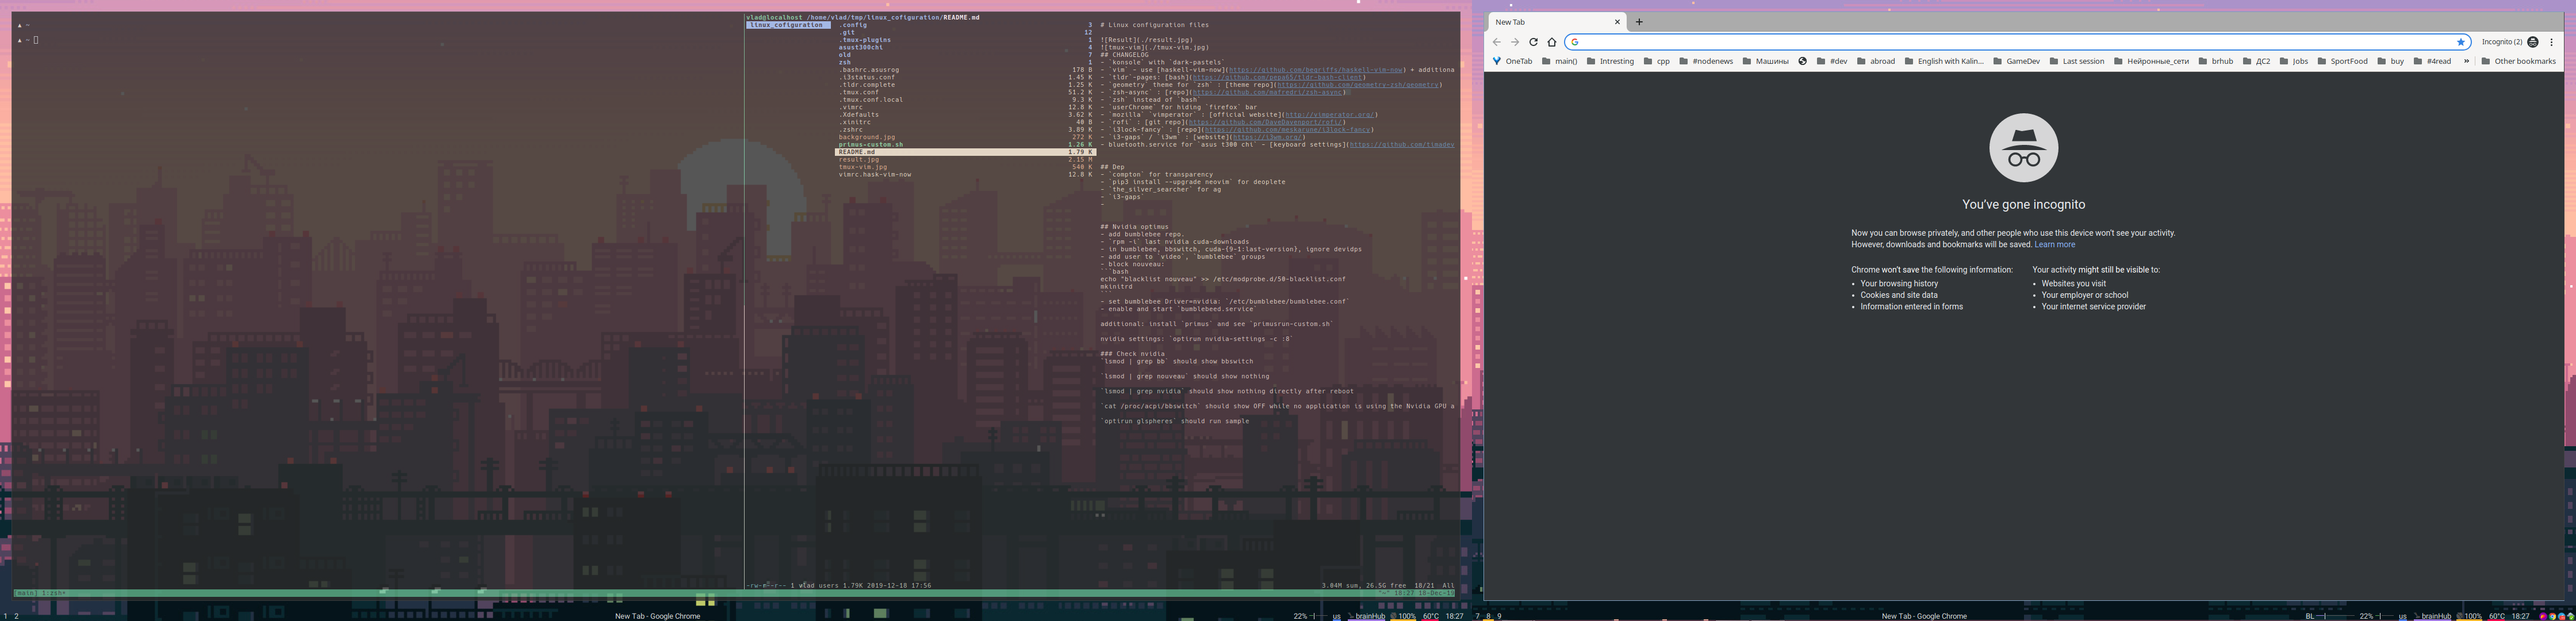 ▲ ~
▲ ~
vlad@localhost /home/vlad/tmp/linux_cofiguration/README.md
linux_cofiguration
.config 3
.git 12
.tmux-plugins 1
asust300chi 4
old 7
zsh 1
.bashrc.asusreg 178 B
.i3status.conf 1.45 K
.tldr.complete 1.25 K
.tmux.conf 51.2 K
.tmux.conf.local 9.3 K
.vimrc 12.8 K
.Xdefaults 3.62 K
.xinitrc 40 B
.zshrc 3.89 K
background.jpg 272 K
primus-custom.sh 1.26 K
README.md 1.79 K
result.jpg 2.15 M
tmux-vim.jpg 540 K
vimrc.hask-vim-now 12.8 K
# Linux configuration files
![Result](./result.jpg)
![tmux-vim](./tmux-vim.jpg)
## CHANGELOG
- `konsole` with `dark-pastels`
- `vim` - use [haskell-vim-now](https://github.com/begriffs/haskell-vim-now) + additiona
- `tldr`-pages: [bash](https://github.com/pepa65/tldr-bash-client)
- `geometry` theme for `zsh` : [theme repo](https://github.com/geometry-zsh/geometry)
- `zsh-async` : [repo](https://github.com/mafredri/zsh-async)
- `zsh` instead of `bash`
- `userChrome` for hiding `firefox` bar
- `mozilla` `vimperator` : [official website](http://vimperator.org/)
- `rofi` : [git repo](https://github.com/DaveDavenport/rofi/)
- `i3lock-fancy` : [repo](https://github.com/meskarune/i3lock-fancy)
- `i3-gaps` / `i3wm` : [website](https://i3wm.org/)
- bluetooth.service for `asus t300 chi` - [keyboard settings](https://github.com/timodev
## Dep
- `compton` for transparency
- `pip3 install --upgrade neovim` for deoplete
- `the_silver_searcher` for ag
- `i3-gaps`
-
## Nvidia optimus
- add bumblebee repo.
- `rpm -i` last nvidia cuda-downloads
- in bumblebee, bbswitch, cuda-{9-1:last-version}, ignore devidps
- add user to `video`, `bumblebee` groups
- block nouveau:
```bash
echo "blacklist nouveau" >> /etc/modprobe.d/50-blacklist.conf
mkinitrd
```
- set bumblebee Driver=nvidia: `/etc/bumblebee/bumblebee.conf`
- enable and start `bumblebeed.service`
additional: install `primus` and see `primusrun-custom.sh`
nvidia settings: `optirun nvidia-settings -c :8`
### Check nvidia
`lsmod | grep bb` should show bbswitch
`lsmod | grep nouveau` should show nothing
`lsmod | grep nvidia` should show nothing directly after reboot
`cat /proc/acpi/bbswitch` should show OFF while no application is using the Nvidia GPU a
`optirun glspheres` should run sample
-rw-r--r-- 1 vlad users 1.79K 2019-12-18 17:56
3.04M sum, 26.5G free 18/21 All
[main] 1:zsh*
"~" 18:27 18-Dec-19
1 2
New Tab - Google Chrome
22% us brainHub 100% 60°C 18:27
New Tab
Incognito (2)
OneTab main() Intresting cpp #nodenews Машины #dev abroad English with Kalin... GameDev Last session Нейронные_сети brhub ДС2 Jobs SportFood buy #4read » Other bookmarks
You've gone incognito
Now you can browse privately, and other people who use this device won't see your activity.
However, downloads and bookmarks will be saved. Learn more
Chrome won't save the following information:
• Your browsing history
• Cookies and site data
• Information entered in forms
Your activity might still be visible to:
• Websites you visit
• Your employer or school
• Your internet service provider
7 8 9
New Tab - Google Chrome
BL 22% us brainHub 100% 60°C 18:27